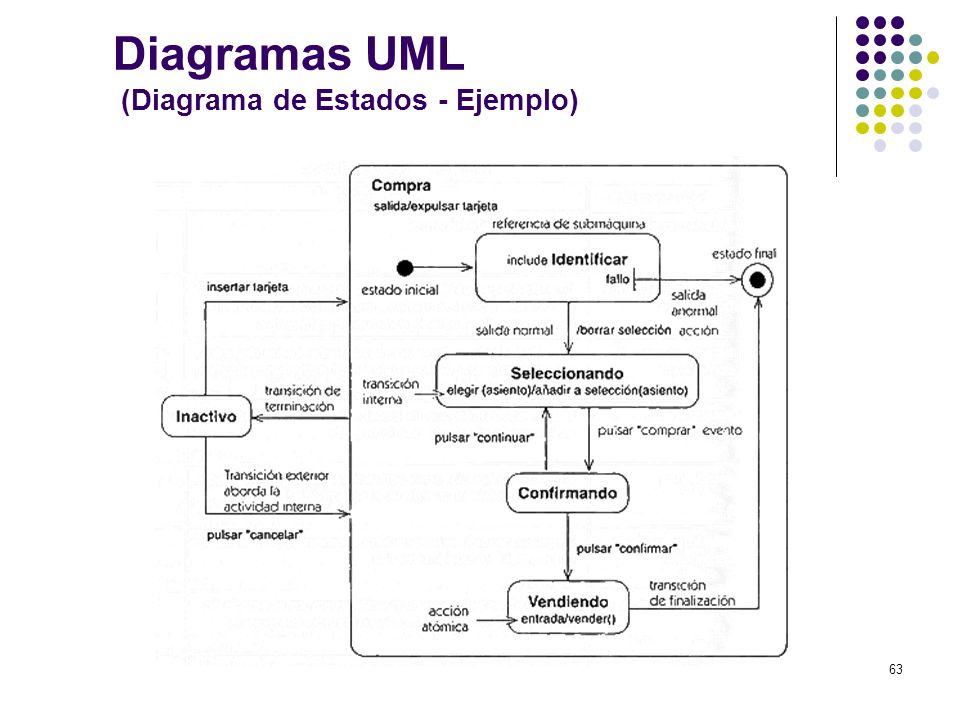 Diagramas UML
(Diagrama de Estados - Ejemplo)
Compra
salida/expulsar tarjeta
referencia de submáquina
include Identificar
fallo
estado final
estado inicial
insertar tarjeta
salida
anormal
salida normal
/borrar selección
acción
Seleccionando
elegir (asiento)/añadir a selección(asiento)
transición
interna
transición de
terminación
Inactivo
pulsar "continuar"
pulsar "comprar"
evento
Transición exterior
aborda la
actividad interna
Confirmando
pulsar "cancelar"
pulsar "confirmar"
Vendiendo
entrada/vender()
transición
de finalización
acción
atómica
63